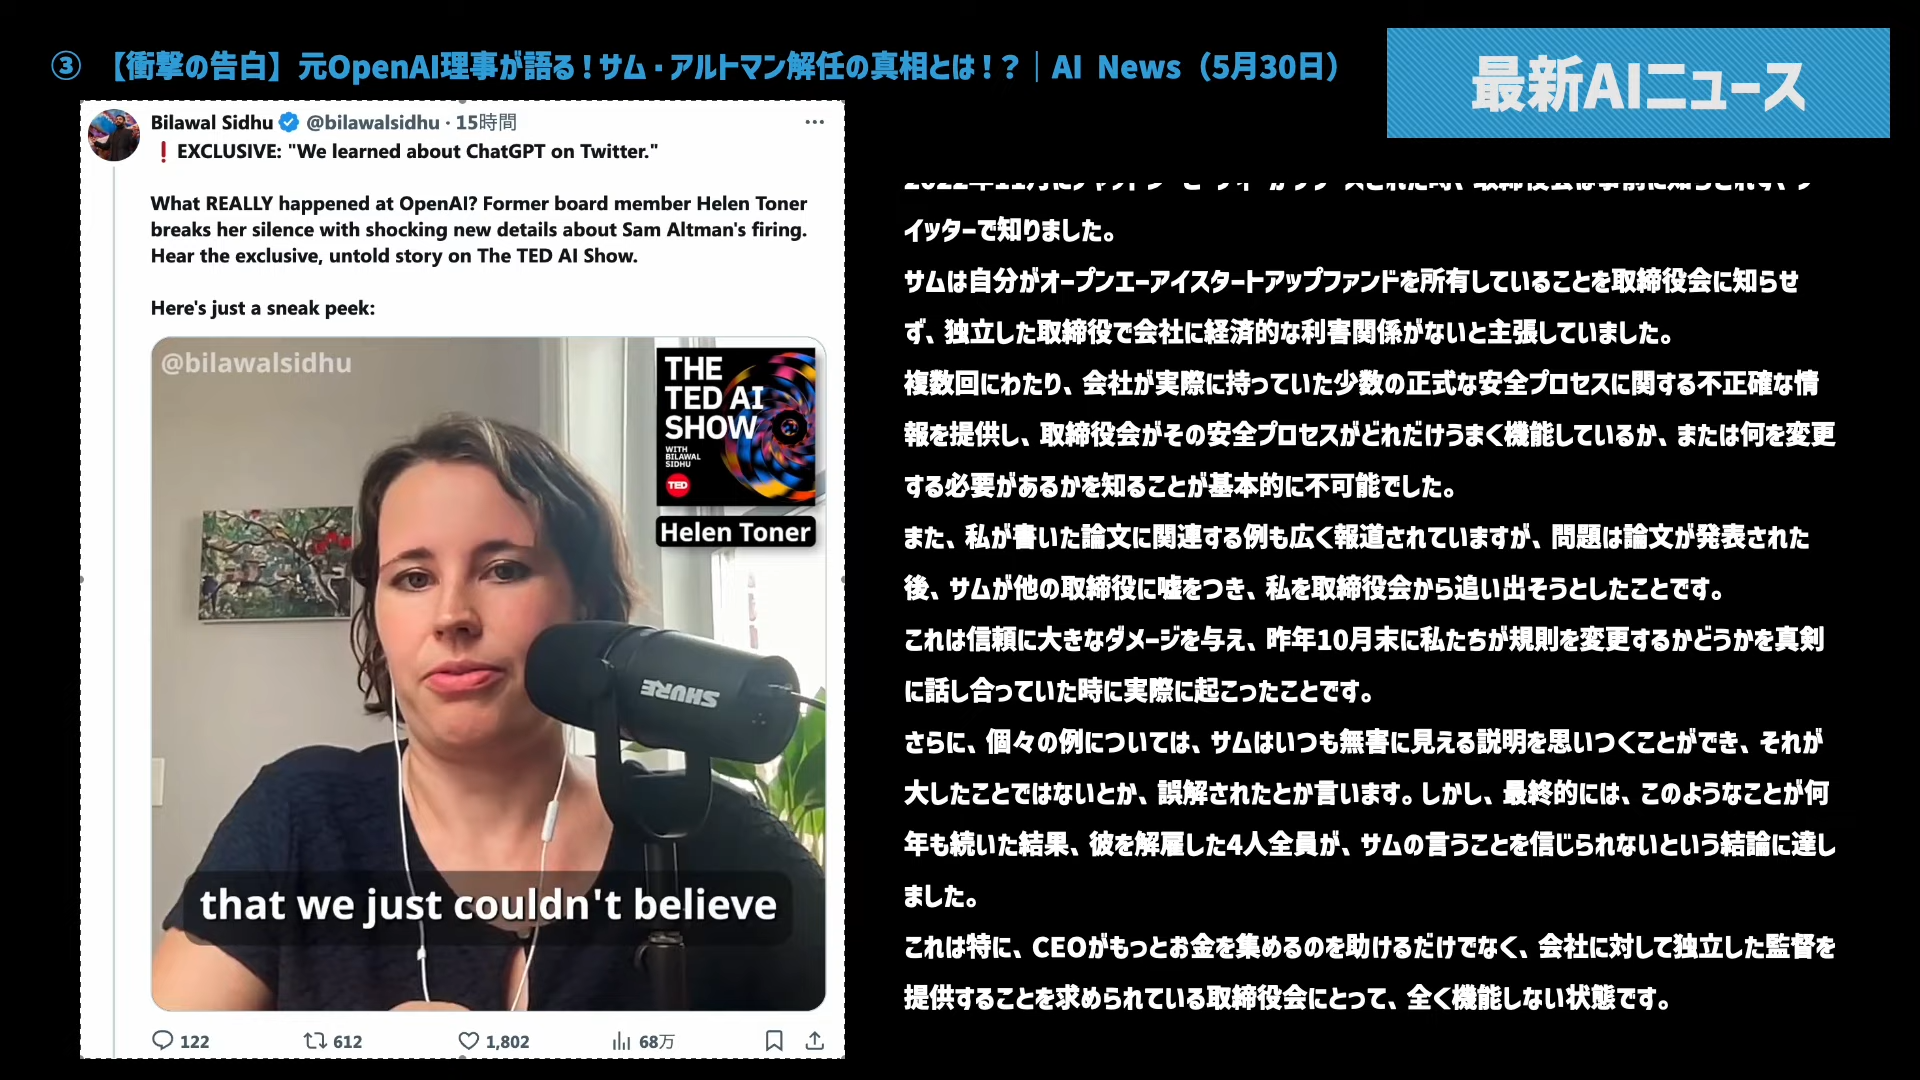 ③ 【衝撃の告白】元OpenAI理事が語る！サム・アルトマン解任の真相とは！？｜AI News（5月30日）
最新AIニュース
Bilawal Sidhu @bilawalsidhu · 15時間
❗EXCLUSIVE: "We learned about ChatGPT on Twitter."
What REALLY happened at OpenAI? Former board member Helen Toner
breaks her silence with shocking new details about Sam Altman's firing.
Hear the exclusive, untold story on The TED AI Show.
Here's just a sneak peek:
@bilawalsidhu
THE
TED AI
SHOW
WITH
BILAWAL
SIDHU
TED
Helen Toner
SHURE
that we just couldn't believe
122 612 1,802 68万
イッターで知りました。
サムは自分がオープンエーアイスタートアップファンドを所有していることを取締役会に知らせ
ず、独立した取締役で会社に経済的な利害関係がないと主張していました。
複数回にわたり、会社が実際に持っていた少数の正式な安全プロセスに関する不正確な情
報を提供し、取締役会がその安全プロセスがどれだけうまく機能しているか、または何を変更
する必要があるかを知ることが基本的に不可能でした。
また、私が書いた論文に関連する例も広く報道されていますが、問題は論文が発表された
後、サムが他の取締役に嘘をつき、私を取締役会から追い出そうとしたことです。
これは信頼に大きなダメージを与え、昨年10月末に私たちが規則を変更するかどうかを真剣
に話し合っていた時に実際に起こったことです。
さらに、個々の例については、サムはいつも無害に見える説明を思いつくことができ、それが
大したことではないとか、誤解されたとか言います。しかし、最終的には、このようなことが何
年も続いた結果、彼を解雇した4人全員が、サムの言うことを信じられないという結論に達し
ました。
これは特に、CEOがもっとお金を集めるのを助けるだけでなく、会社に対して独立した監督を
提供することを求められている取締役会にとって、全く機能しない状態です。